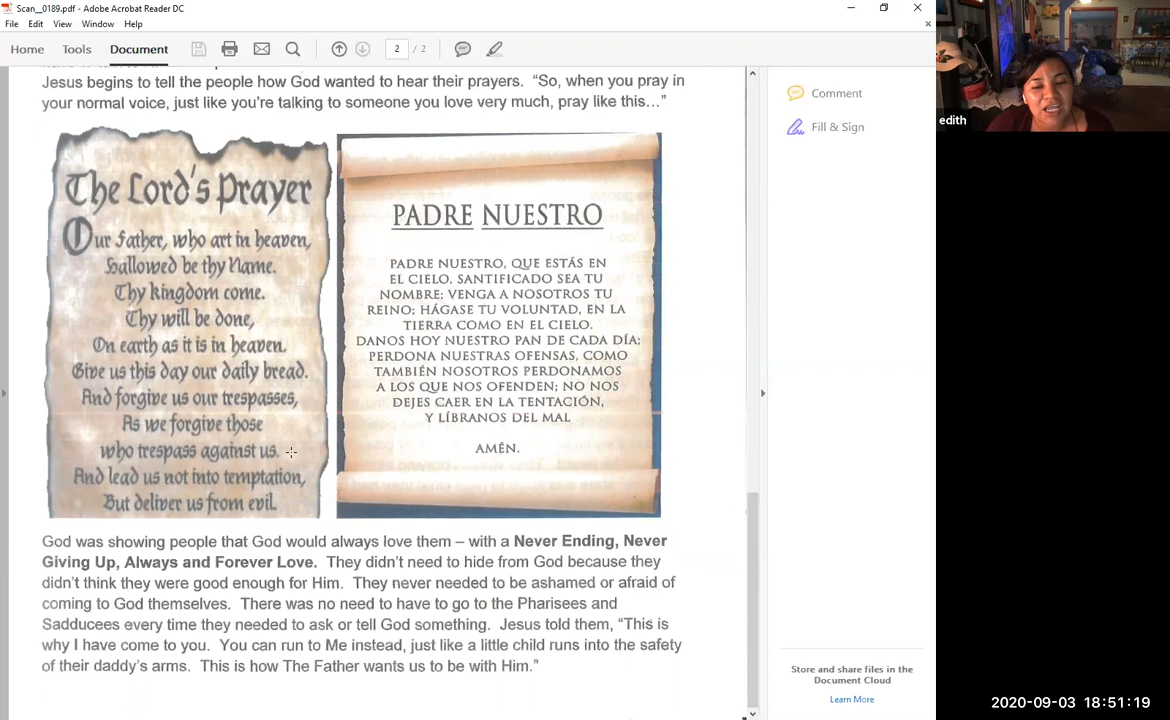 Scan__0189.pdf - Adobe Acrobat Reader DC
File Edit View Window Help
Home Tools Document 2 / 2
Jesus begins to tell the people how God wanted to hear their prayers. “So, when you pray in
your normal voice, just like you’re talking to someone you love very much, pray like this…”
The Lord's Prayer
Our Father, who art in heaven,
Hallowed be thy Name.
Thy kingdom come.
Thy will be done,
On earth as it is in heaven.
Give us this day our daily bread.
And forgive us our trespasses,
As we forgive those
who trespass against us.
And lead us not into temptation,
But deliver us from evil.
PADRE NUESTRO
PADRE NUESTRO, QUE ESTÁS EN
EL CIELO, SANTIFICADO SEA TU
NOMBRE; VENGA A NOSOTROS TU
REINO; HÁGASE TU VOLUNTAD, EN LA
TIERRA COMO EN EL CIELO.
DANOS HOY NUESTRO PAN DE CADA DÍA;
PERDONA NUESTRAS OFENSAS, COMO
TAMBIÉN NOSOTROS PERDONAMOS
A LOS QUE NOS OFENDEN; NO NOS
DEJES CAER EN LA TENTACIÓN,
Y LÍBRANOS DEL MAL
AMÉN.
God was showing people that God would always love them – with a Never Ending, Never
Giving Up, Always and Forever Love. They didn’t need to hide from God because they
didn’t think they were good enough for Him. They never needed to be ashamed or afraid of
coming to God themselves. There was no need to have to go to the Pharisees and
Sadducees every time they needed to ask or tell God something. Jesus told them, “This is
why I have come to you. You can run to Me instead, just like a little child runs into the safety
of their daddy’s arms. This is how The Father wants us to be with Him.”
Comment
Fill & Sign
Store and share files in the
Document Cloud
Learn More
edith
2020-09-03 18:51:19